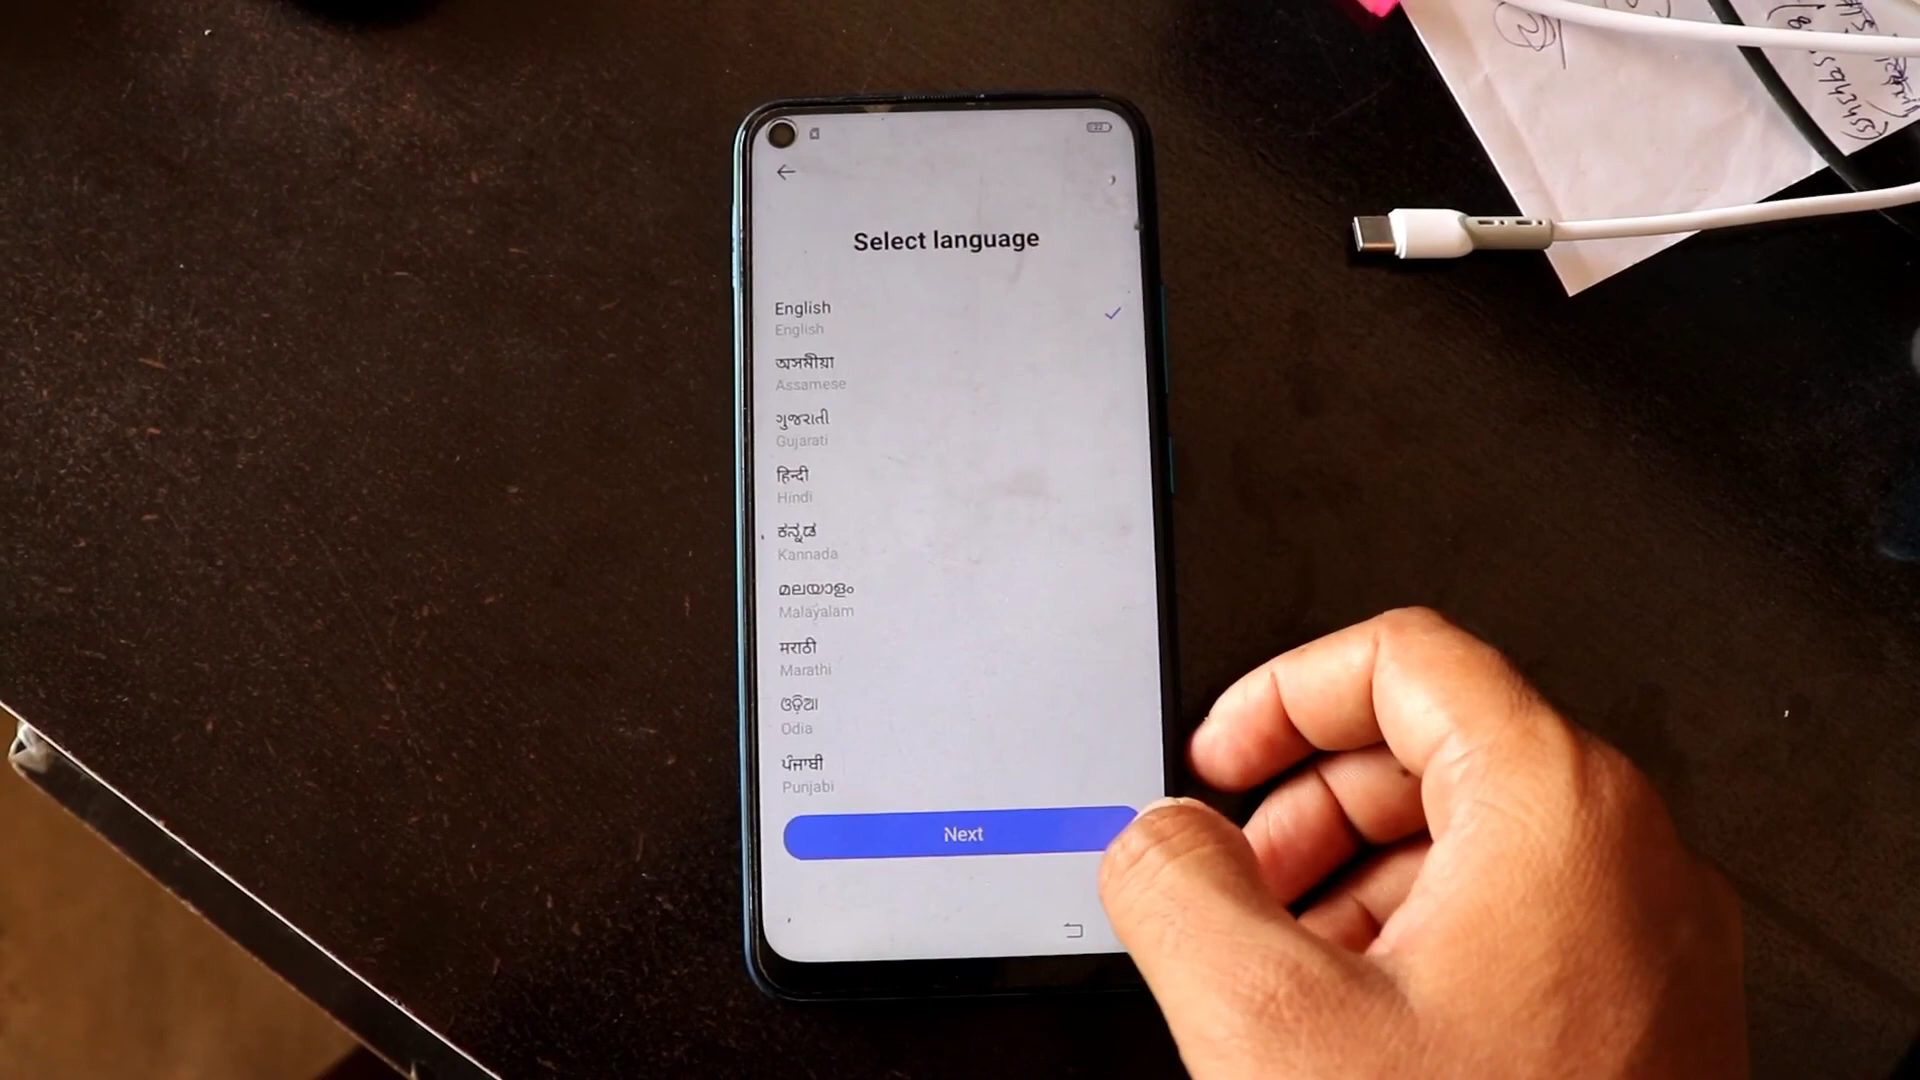 Select language
English
English
অসমীয়া
Assamese
ગુજરાતી
Gujarati
हिन्दी
Hindi
ಕನ್ನಡ
Kannada
മലയാളം
Malayalam
मराठी
Marathi
ଓଡ଼ିଆ
Odia
ਪੰਜਾਬੀ
Punjabi
Next